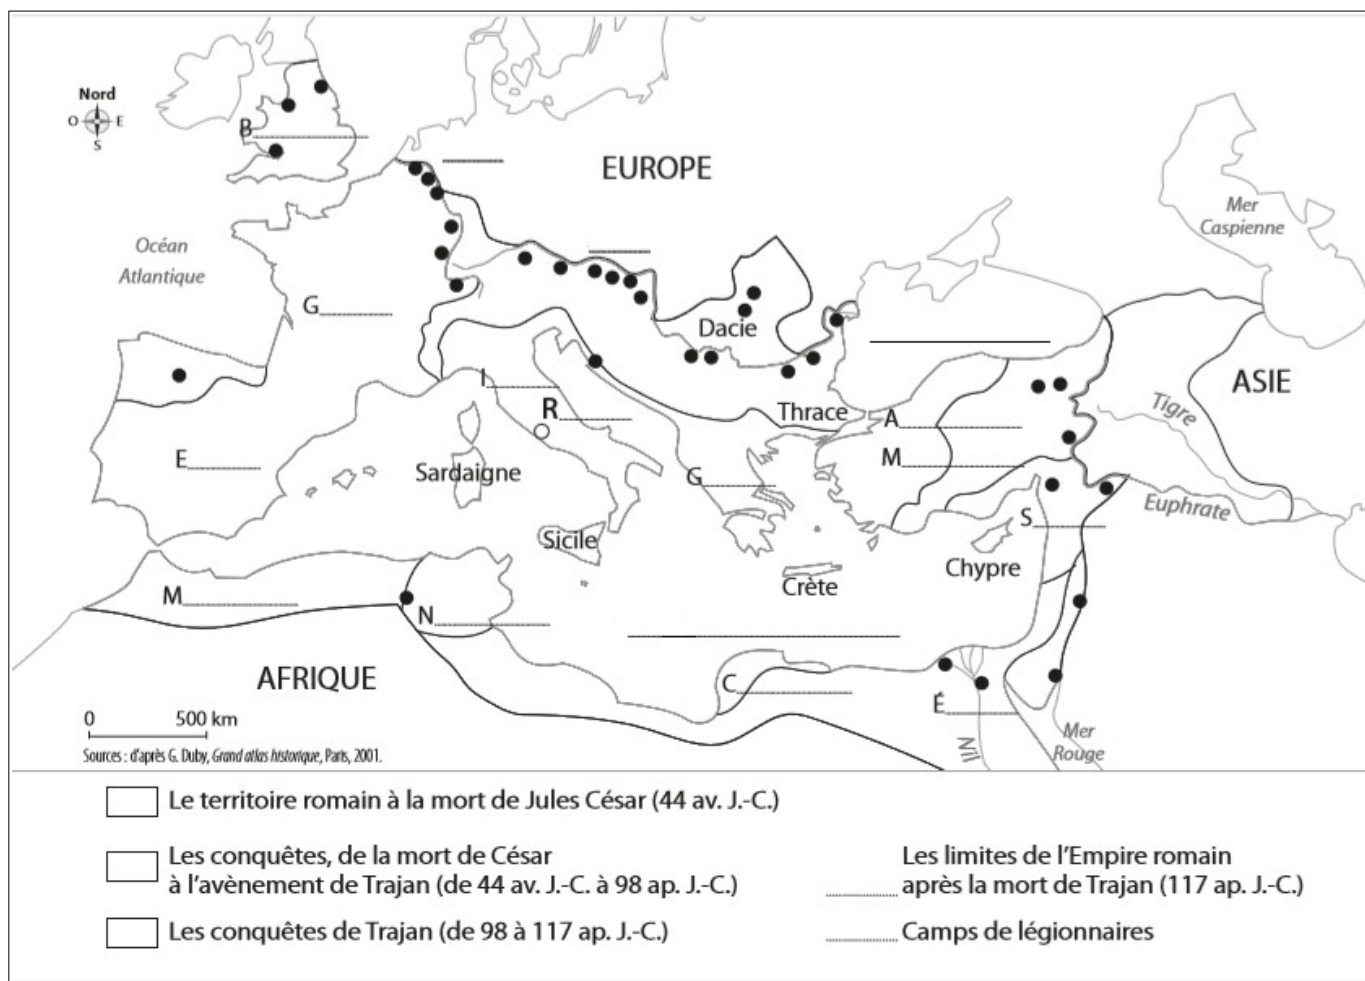 Nord
O E
S
B
EUROPE
Mer
Caspienne
Océan
Atlantique
G
Dacie
ASIE
I
R
Thrace
Tigre
A
E
Sardaigne
M
G
Euphrate
S
Sicile
Chypre
Crète
M
N
AFRIQUE
C
É
Mer
Rouge
Nil
0 500 km
Sources : d'après G. Duby, Grand atlas historique, Paris, 2001.
Le territoire romain à la mort de Jules César (44 av. J.-C.)
Les conquêtes, de la mort de César
à l'avènement de Trajan (de 44 av. J.-C. à 98 ap. J.-C.)
Les conquêtes de Trajan (de 98 à 117 ap. J.-C.)
Les limites de l'Empire romain
après la mort de Trajan (117 ap. J.-C.)
Camps de légionnaires